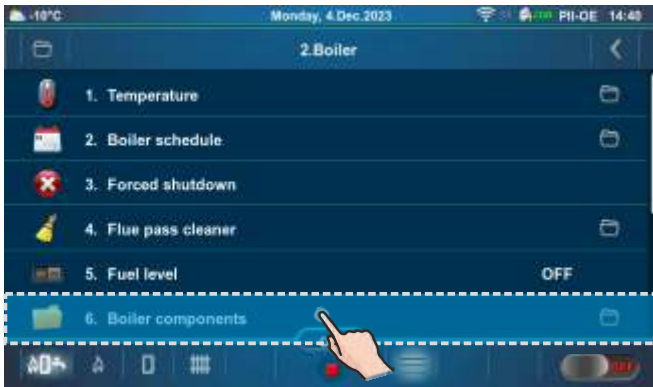 -10°C Monday, 4.Dec.2023 PII-OE 14:40
2.Boiler
1. Temperature
2. Boiler schedule
3. Forced shutdown
4. Flue pass cleaner
5. Fuel level OFF
6. Boiler components
OFF